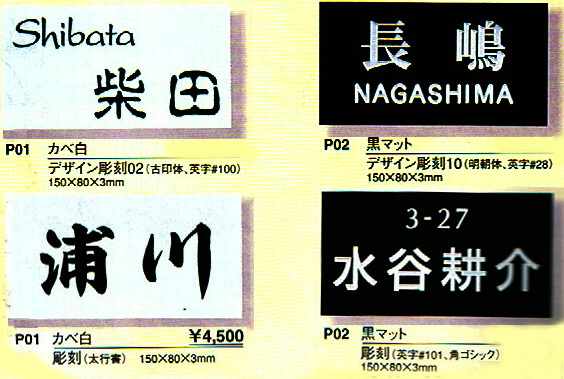 Shibata
柴田
P01 カベ白
デザイン彫刻02(古印体、英字#100)
150×80×3mm
長嶋
NAGASHIMA
P02 黒マット
デザイン彫刻10(明朝体、英字#28)
150×80×3mm
浦川
P01 カベ白 ¥4,500
彫刻(太行書) 150×80×3mm
3-27
水谷耕介
P02 黒マット
彫刻(英字#101、角ゴシック)
150×80×3mm